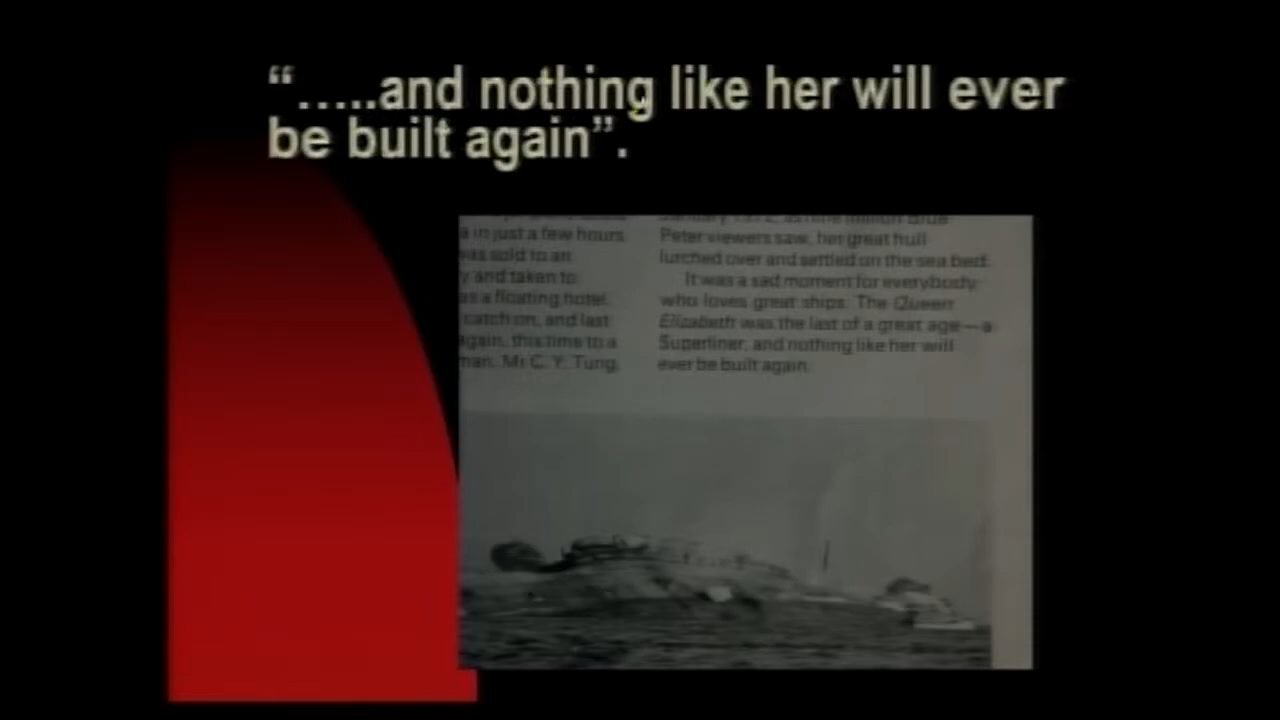 “…..and nothing like her will ever
be built again”.
a in just a few hours
was sold to an
y and taken to
as a floating hotel.
catch on, and last
again, this time to a
man, Mr C. Y. Tung,
Peter viewers saw, her great hull
lurched over and settled on the sea bed.
It was a sad moment for everybody
who loves great ships. The Queen
Elizabeth was the last of a great age—a
Superliner, and nothing like her will
ever be built again.